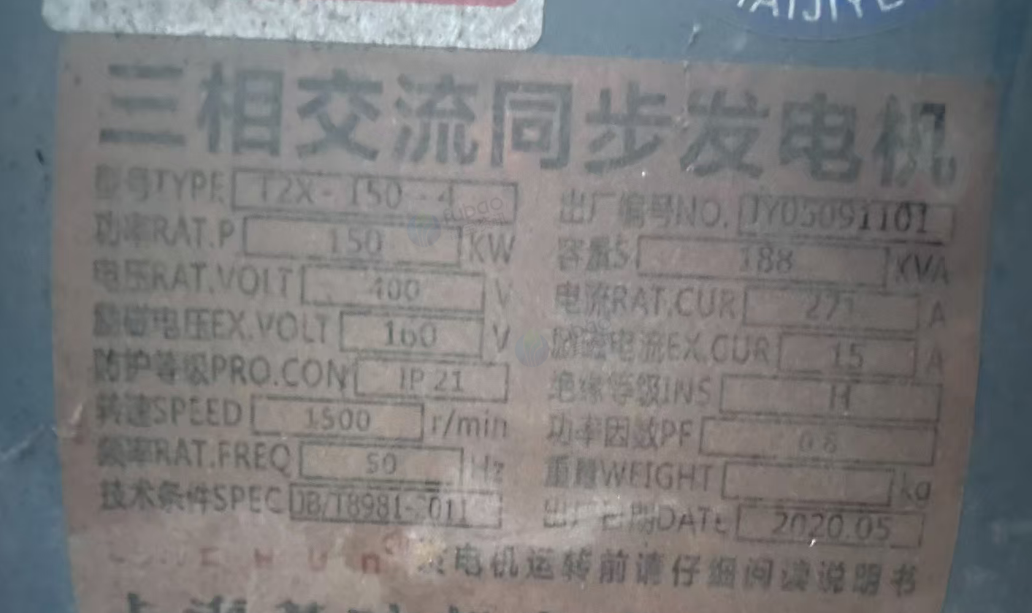 三相交流同步发电机
型号TYPE T2X-150-4
出厂编号NO. JY05091101
功率RAT.P 150 KW
容量S 188 KVA
电压RAT.VOLT 400 V
电流RAT.CUR 271 A
励磁电压EX.VOLT 160 V
励磁电流EX.CUR 15 A
防护等级PRO.CON IP21
绝缘等级INS H
转速SPEED 1500 r/min
功率因数PF 0.8
频率RAT.FREQ 50 Hz
重量WEIGHT kg
技术条件SPEC JB/T8981-2011
出厂日期DATE 2020.05
发电机运转前请仔细阅读说明书